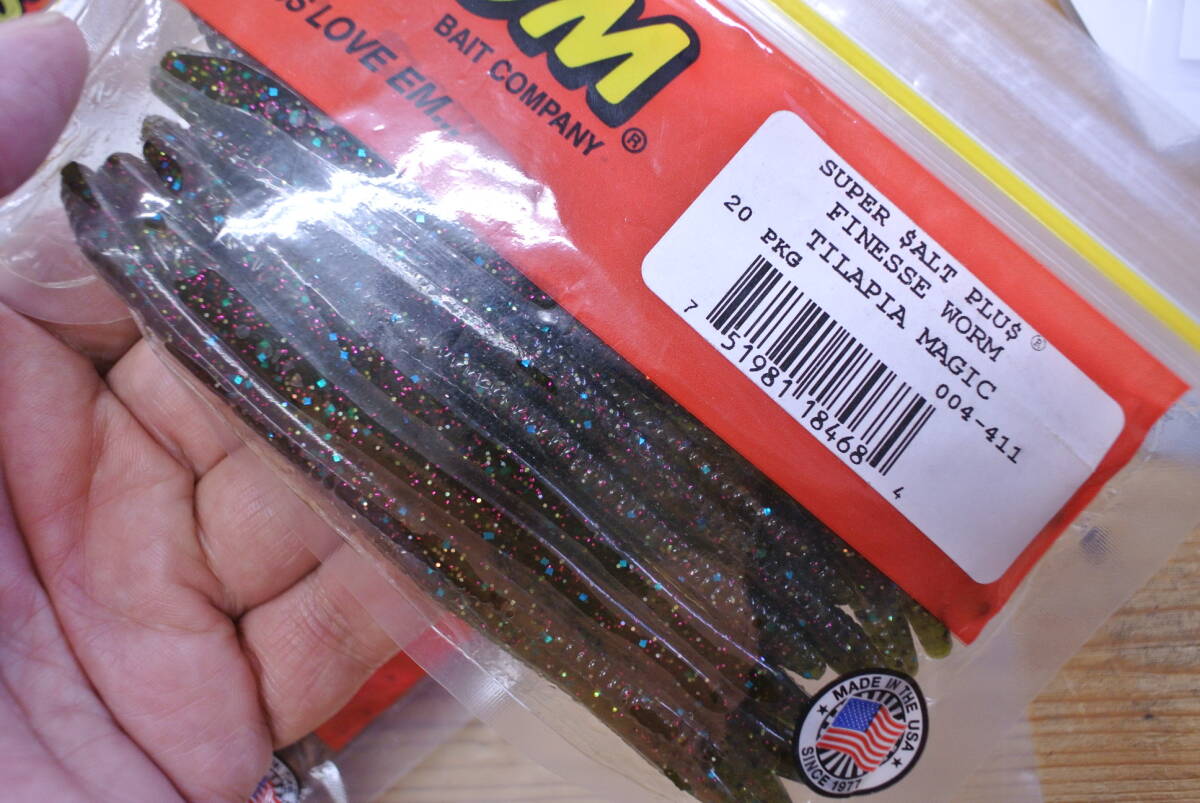 BAIT COMPANY
LOVE EM...
®
SUPER $ALT PLU$®
FINESSE WORM
TILAPIA MAGIC
20 PKG
004-411
7 51981 18468 4
MADE IN THE USA
SINCE 1977